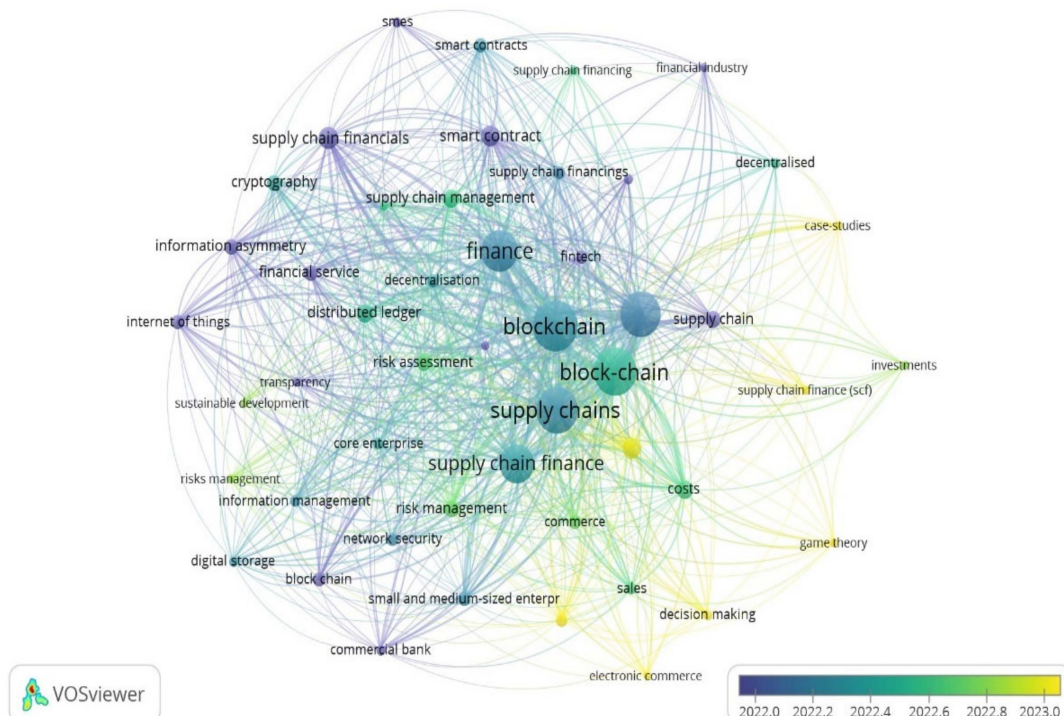 smes
smart contracts
supply chain financing
financial industry
supply chain financials
smart contract
decentralised
supply chain financings
cryptography
supply chain management
case-studies
information asymmetry
finance
fintech
financial service
decentralisation
distributed ledger
internet of things
blockchain
supply chain
risk assessment
block-chain
investments
transparency
supply chain finance (scf)
sustainable development
supply chains
core enterprise
supply chain finance
risks management
costs
information management
risk management
commerce
network security
game theory
digital storage
block chain
sales
small and medium-sized enterpr
decision making
commercial bank
electronic commerce
VOSviewer
2022.0 2022.2 2022.4 2022.6 2022.8 2023.0